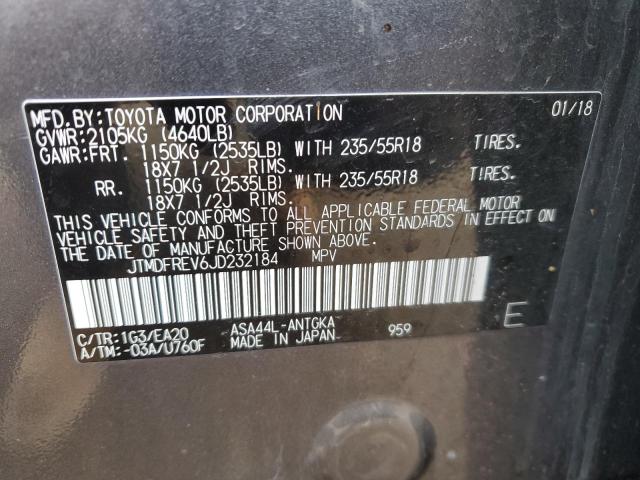 MFD.BY:TOYOTA MOTOR CORPORATION 01/18
GVWR:2105KG (4640LB)
GAWR:FRT. 1150KG (2535LB) WITH 235/55R18 TIRES.
18X7 1/2J RIMS.
RR. 1150KG (2535LB) WITH 235/55R18 TIRES.
18X7 1/2J RIMS.
THIS VEHICLE CONFORMS TO ALL APPLICABLE FEDERAL MOTOR
VEHICLE SAFETY AND THEFT PREVENTION STANDARDS IN EFFECT ON
THE DATE OF MANUFACTURE SHOWN ABOVE.
JTMDFREV6JD232184 MPV
C/TR:1G3/EA20 ASA44L-ANTGKA 959 E
A/TM:-03A/U760F MADE IN JAPAN